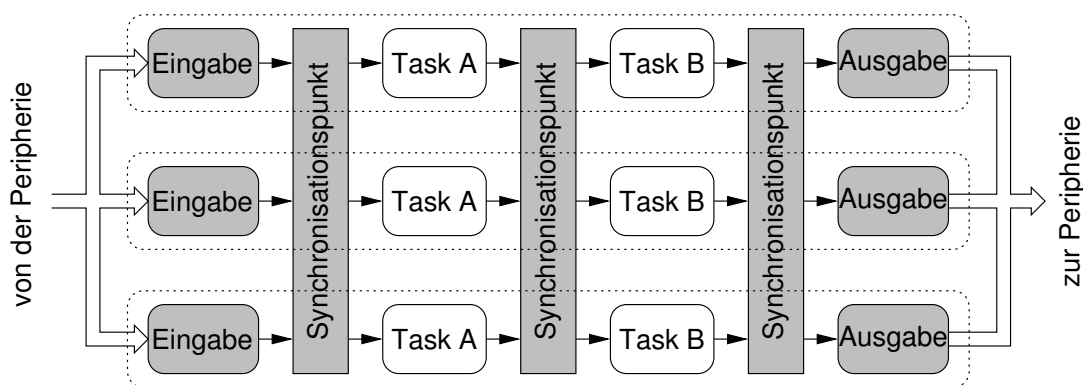 von der Peripherie
Eingabe
Synchronisationspunkt
Task A
Synchronisationspunkt
Task B
Synchronisationspunkt
Ausgabe
Eingabe
Task A
Task B
Ausgabe
Eingabe
Task A
Task B
Ausgabe
zur Peripherie